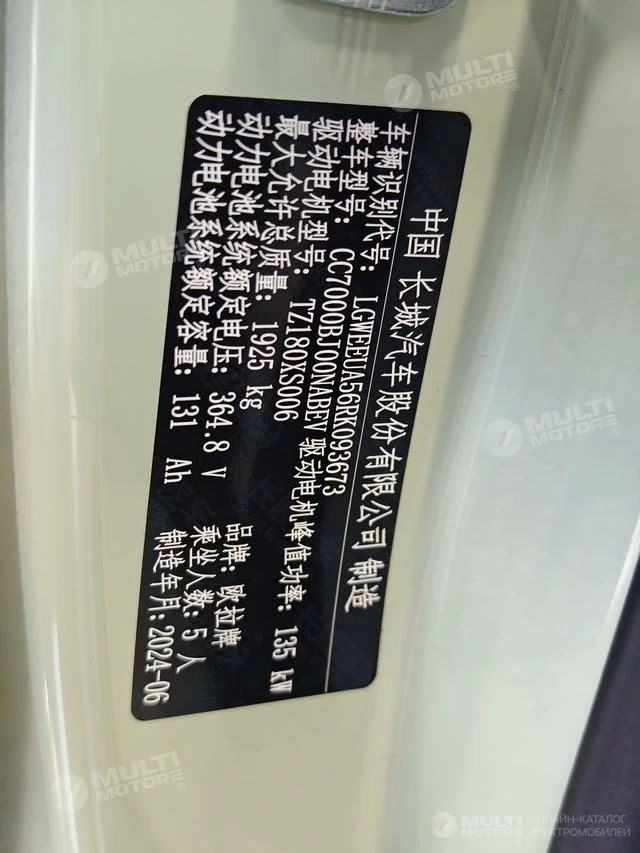 中国 长城汽车股份有限公司 制造
车辆识别代号: LGWEEUA56RK093673
整车型号: CC7000BJ00NABEV 驱动电机峰值功率: 135 kW
驱动电机型号: TZ180XS006
最大允许总质量: 1925 kg
动力电池系统额定电压: 364.8 V
动力电池系统额定容量: 131 Ah
品牌: 欧拉牌
乘坐人数: 5 人
制造年月: 2024-06
MULTI MOTORS®
MULTI MOTORS®
MULTI MOTORS®
MULTI MOTORS®
MULTI MOTORS
ОНЛАЙН-КАТАЛОГ
ЭЛЕКТРОМОБИЛЕЙ